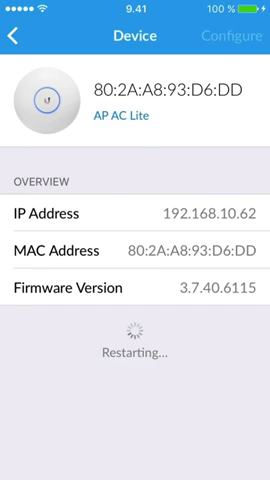 9.41
100 %
Device
Configure
80:2A:A8:93:D6:DD
AP AC Lite
OVERVIEW
IP Address 192.168.10.62
MAC Address 80:2A:A8:93:D6:DD
Firmware Version 3.7.40.6115
Restarting...